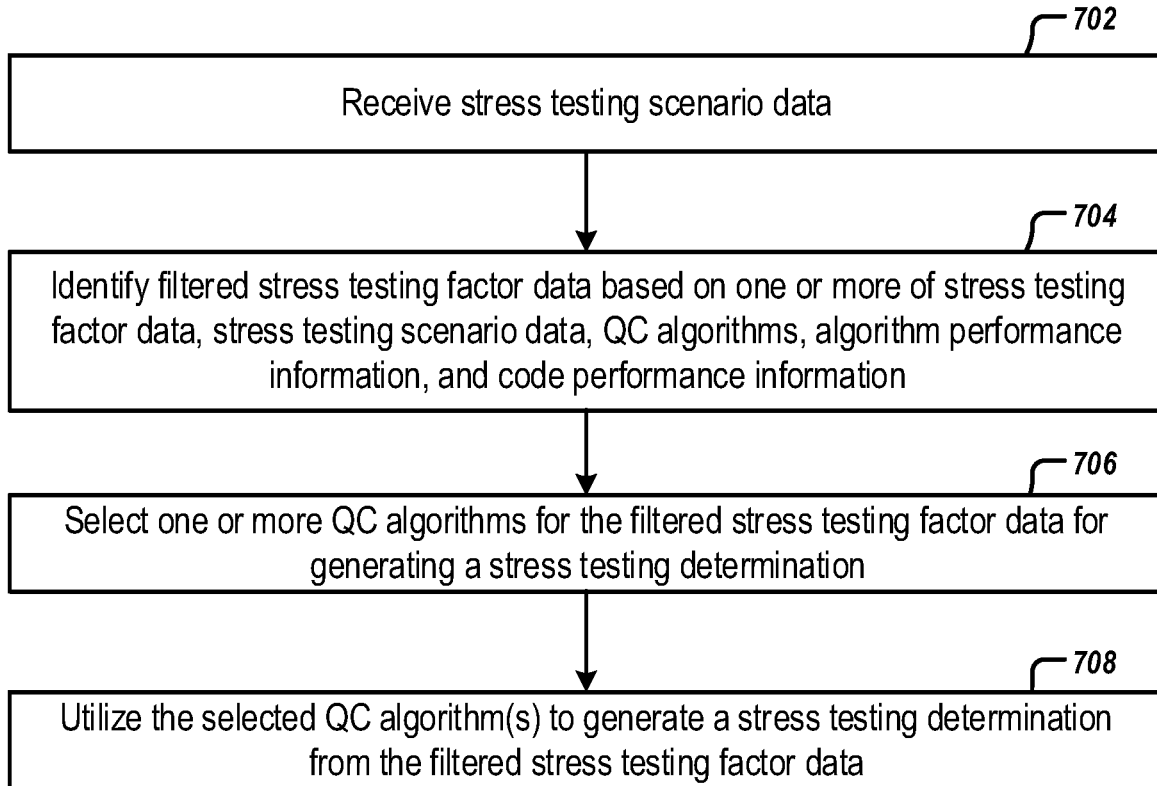 702
Receive stress testing scenario data
704
Identify filtered stress testing factor data based on one or more of stress testing
factor data, stress testing scenario data, QC algorithms, algorithm performance
information, and code performance information
706
Select one or more QC algorithms for the filtered stress testing factor data for
generating a stress testing determination
708
Utilize the selected QC algorithm(s) to generate a stress testing determination
from the filtered stress testing factor data